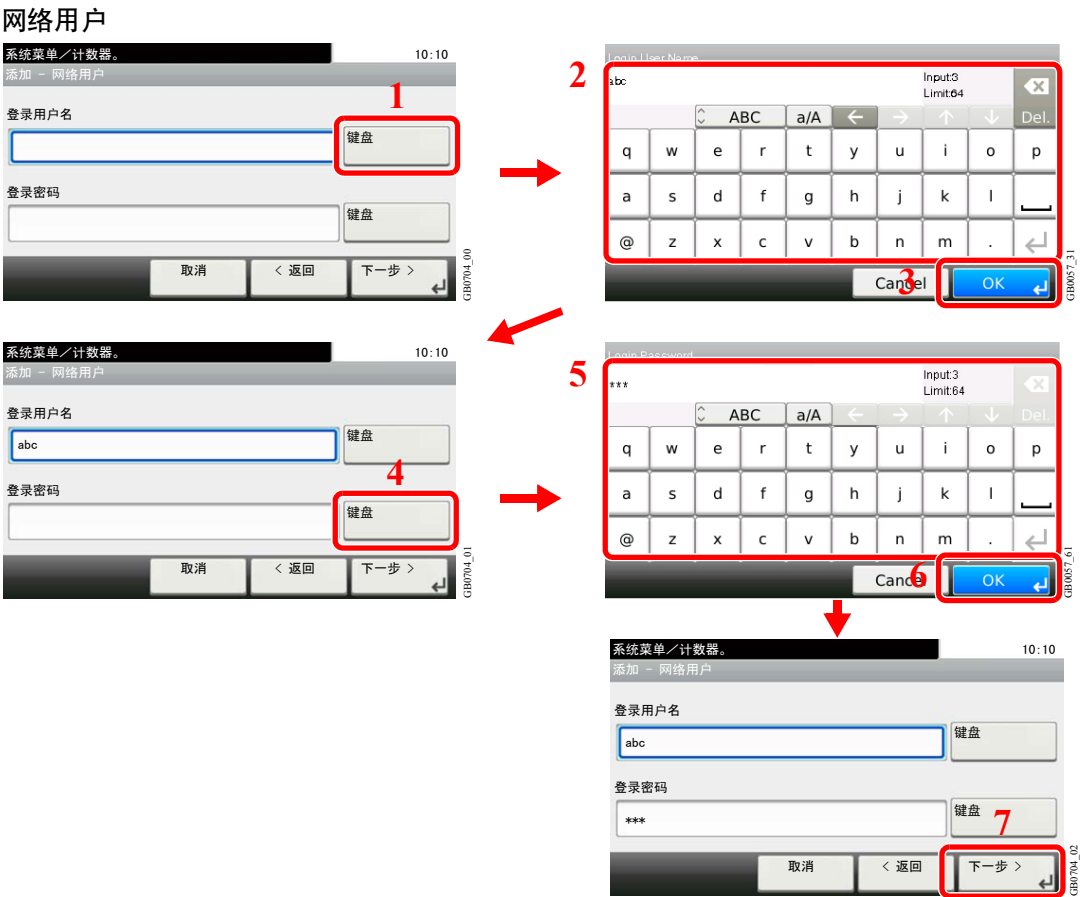 网络用户
系统菜单／计数器。 10:10
添加 - 网络用户
1
登录用户名
键盘
登录密码
键盘
取消 < 返回 下一步 >
GB0704_00
Login User Name
2
abc Input:3
Limit:64
ABC a/A Del.
q w e r t y u i o p
a s d f g h j k l
@ z x c v b n m .
Cancel 3 OK
GB0057_31
系统菜单／计数器。 10:10
添加 - 网络用户
登录用户名
abc 键盘
4
登录密码
键盘
取消 < 返回 下一步 >
GB0704_01
Login Password
5
*** Input:3
Limit:64
ABC a/A Del.
q w e r t y u i o p
a s d f g h j k l
@ z x c v b n m .
Cancel 6 OK
GB0057_61
系统菜单／计数器。 10:10
添加 - 网络用户
登录用户名
abc 键盘
登录密码
*** 键盘
7
取消 < 返回 下一步 >
GB0704_02